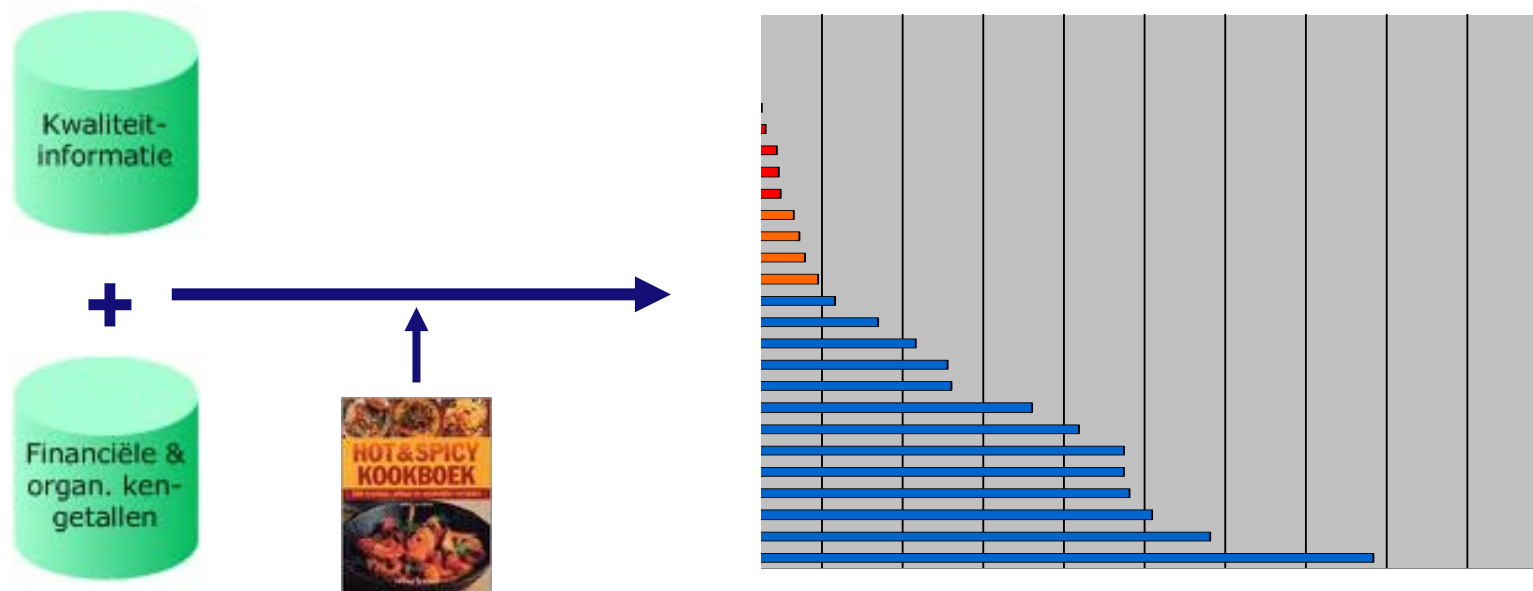 Kwaliteit-
informatie
+
Financiële &
organ. ken-
getallen
HOT&SPICY
KOOKBOEK